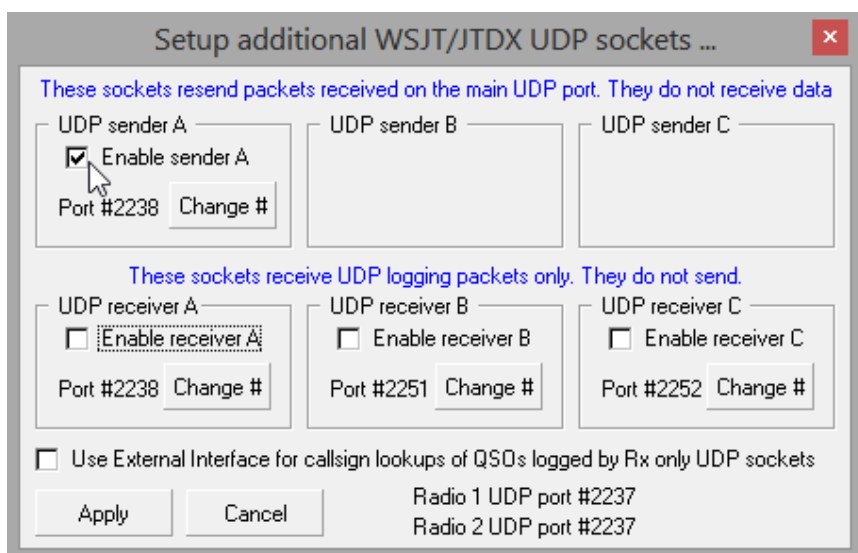 Setup additional WSJT/JTDX UDP sockets ...
These sockets resend packets received on the main UDP port. They do not receive data
UDP sender A
Enable sender A
Port #2238 Change #
UDP sender B
UDP sender C
These sockets receive UDP logging packets only. They do not send.
UDP receiver A
Enable receiver A
Port #2238 Change #
UDP receiver B
Enable receiver B
Port #2251 Change #
UDP receiver C
Enable receiver C
Port #2252 Change #
Use External Interface for callsign lookups of QSOs logged by Rx only UDP sockets
Apply Cancel
Radio 1 UDP port #2237
Radio 2 UDP port #2237